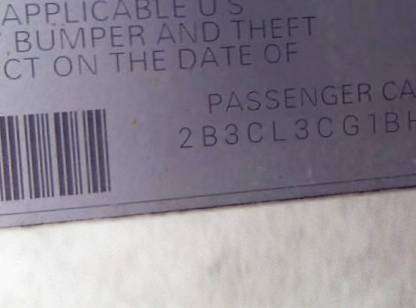 APPLICABLE U S
BUMPER AND THEFT
CT ON THE DATE OF
PASSENGER CA
2B3CL3CG1BH